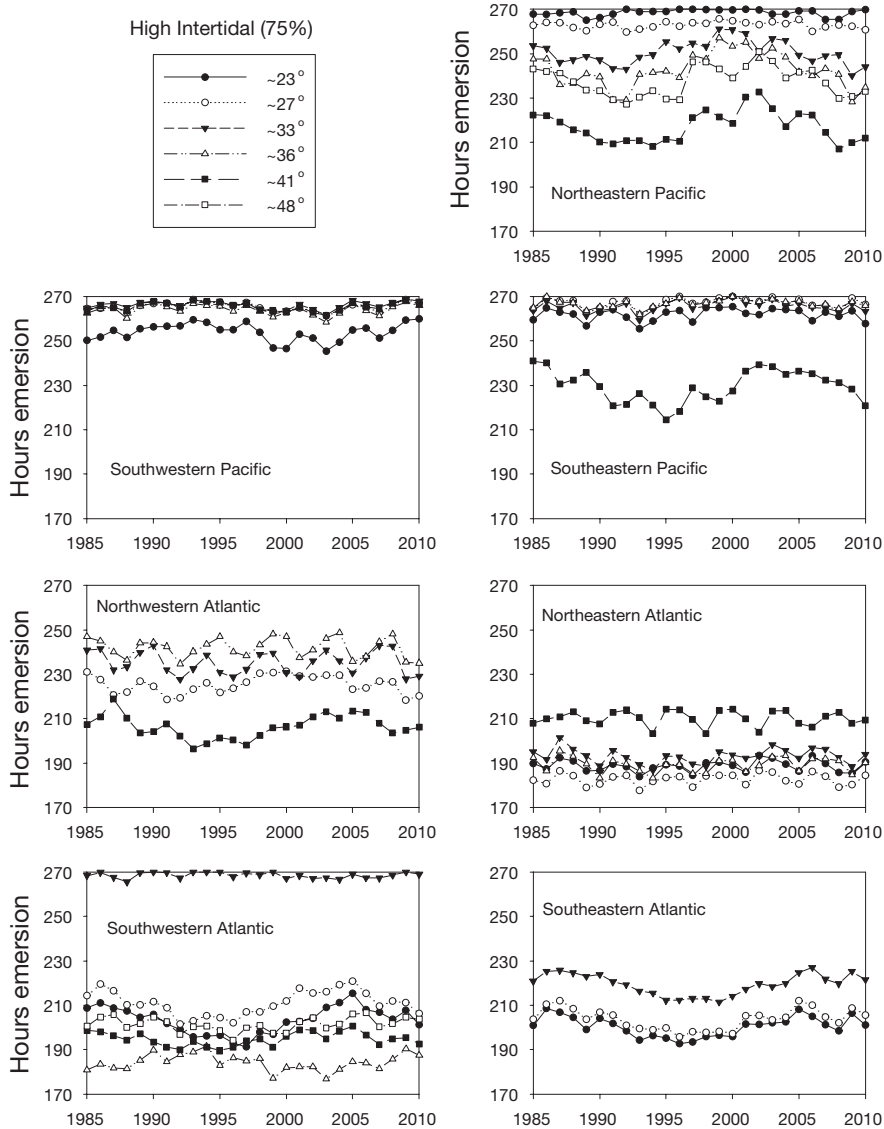 High Intertidal (75%)
~23°
~27°
~33°
~36°
~41°
~48°
Hours emersion
270
250
230
210
190
170
Northeastern Pacific
1985 1990 1995 2000 2005 2010
Hours emersion
270
250
230
210
190
170
Southwestern Pacific
1985 1990 1995 2000 2005 2010
270
250
230
210
190
170
Southeastern Pacific
1985 1990 1995 2000 2005 2010
Hours emersion
270
250
230
210
190
170
Northwestern Atlantic
1985 1990 1995 2000 2005 2010
270
250
230
210
190
170
Northeastern Atlantic
1985 1990 1995 2000 2005 2010
Hours emersion
270
250
230
210
190
170
Southwestern Atlantic
1985 1990 1995 2000 2005 2010
270
250
230
210
190
170
Southeastern Atlantic
1985 1990 1995 2000 2005 2010